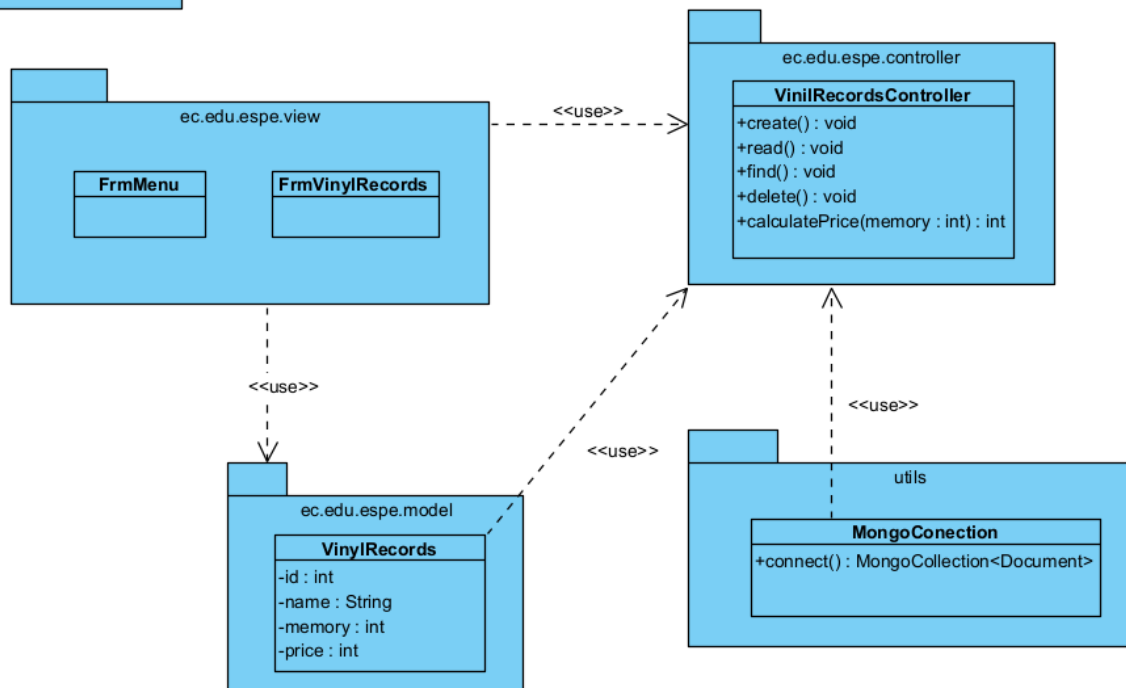 ec.edu.espe.view
FrmMenu
FrmVinylRecords
<<use>>
ec.edu.espe.controller
VinilRecordsController
+create() : void
+read() : void
+find() : void
+delete() : void
+calculatePrice(memory : int) : int
<<use>>
<<use>>
<<use>>
ec.edu.espe.model
VinylRecords
-id : int
-name : String
-memory : int
-price : int
utils
MongoConection
+connect() : MongoCollection<Document>